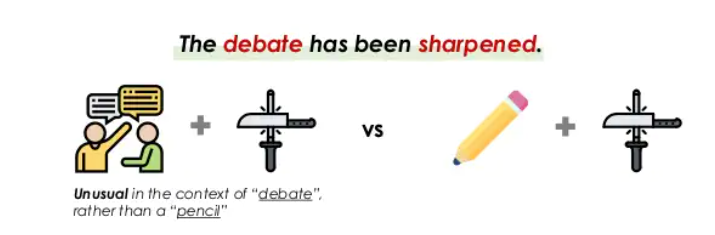 The debate has been sharpened.
vs
Unusual in the context of “debate”,
rather than a “pencil”